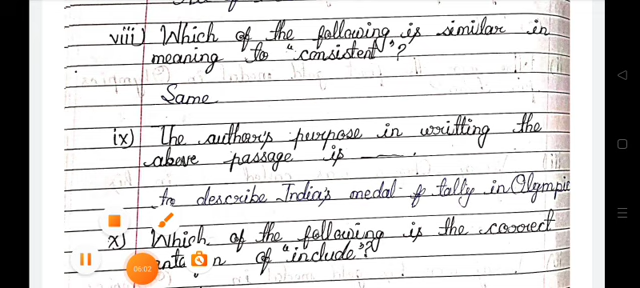 viii) Which of the following is similar in
meaning to "consistent"?
Same
ix) The author's purpose in writting the
above passage is ___.
to describe India's medal tally in Olympic
x) Which of the following is the correct
of "include"?
06:02